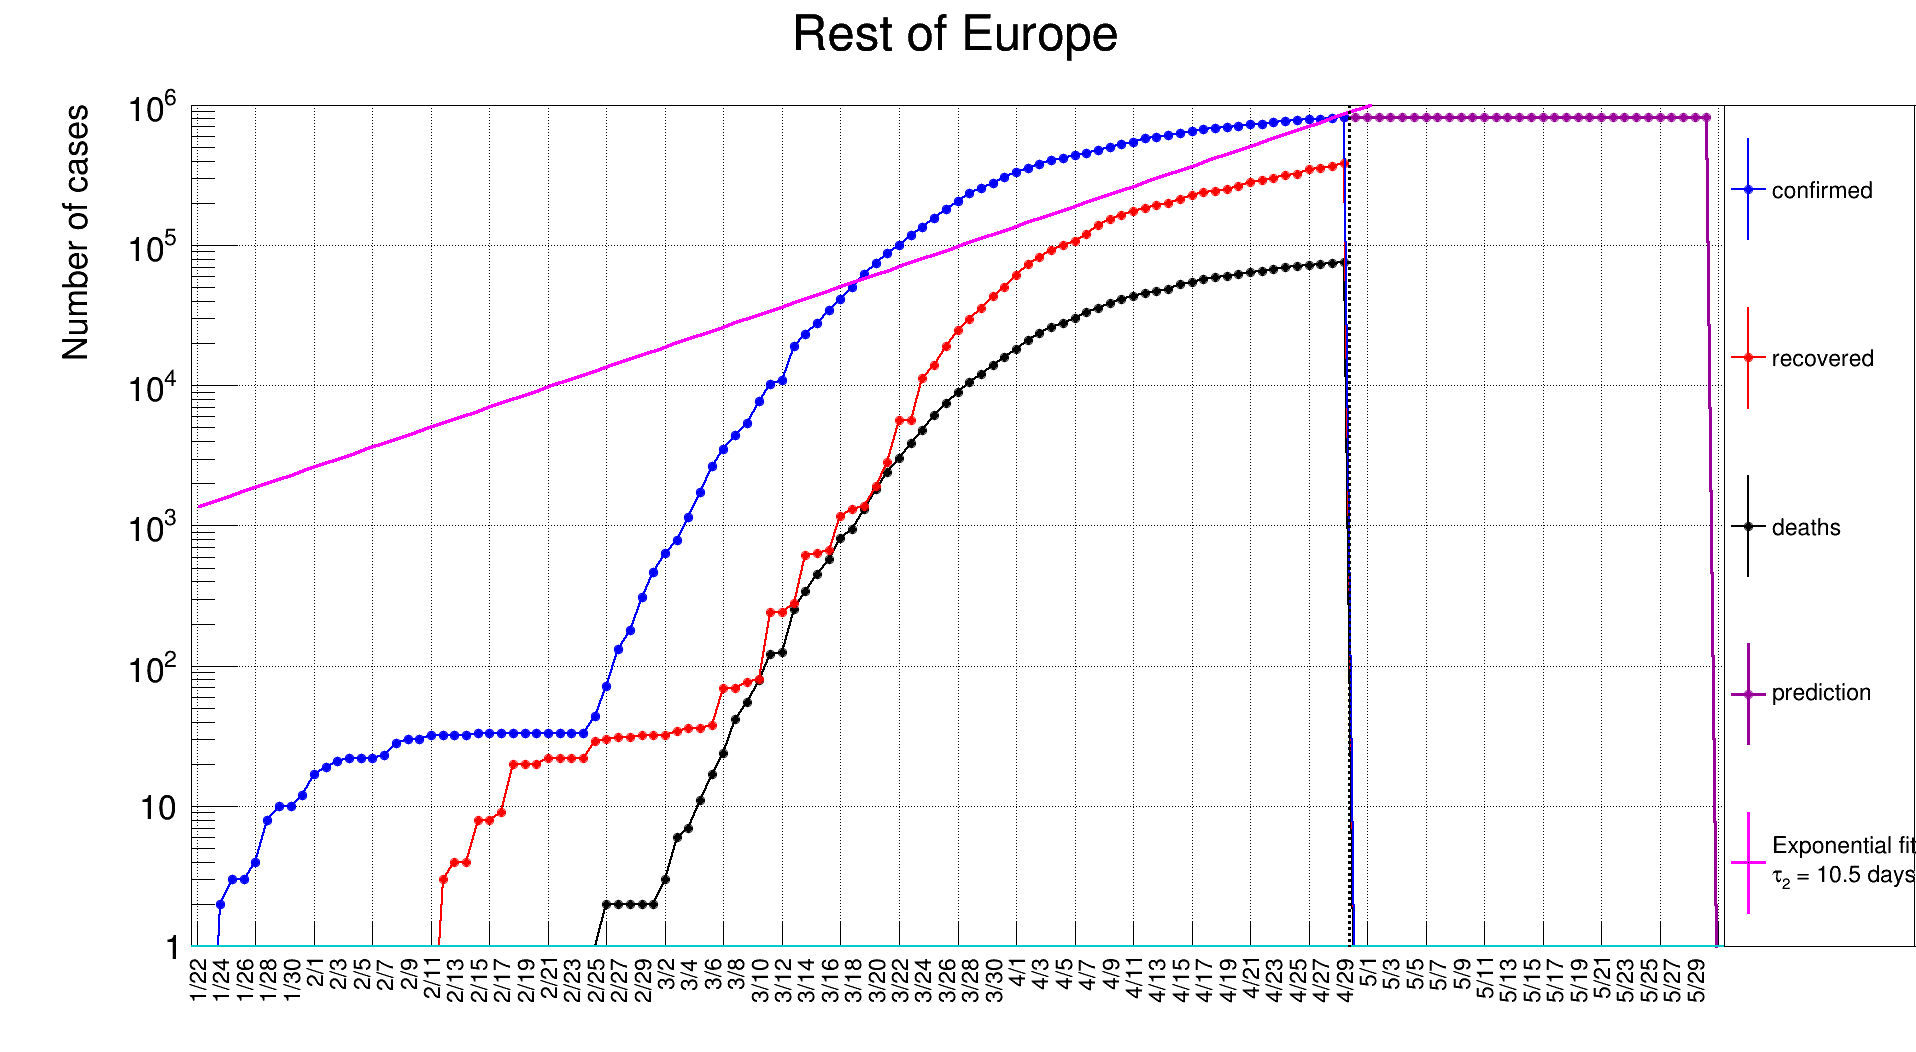 Rest of Europe
Number of cases
10^6
10^5
10^4
10^3
10^2
10
1
1/22 1/24 1/26 1/28 1/30 2/1 2/3 2/5 2/7 2/9 2/11 2/13 2/15 2/17 2/19 2/21 2/23 2/25 2/27 2/29 3/2 3/4 3/6 3/8 3/10 3/12 3/14 3/16 3/18 3/20 3/22 3/24 3/26 3/28 3/30 4/1 4/3 4/5 4/7 4/9 4/11 4/13 4/15 4/17 4/19 4/21 4/23 4/25 4/27 4/29 5/1 5/3 5/5 5/7 5/9 5/11 5/13 5/15 5/17 5/19 5/21 5/23 5/25 5/27 5/29
confirmed
recovered
deaths
prediction
Exponential fit
τ₂ = 10.5 days